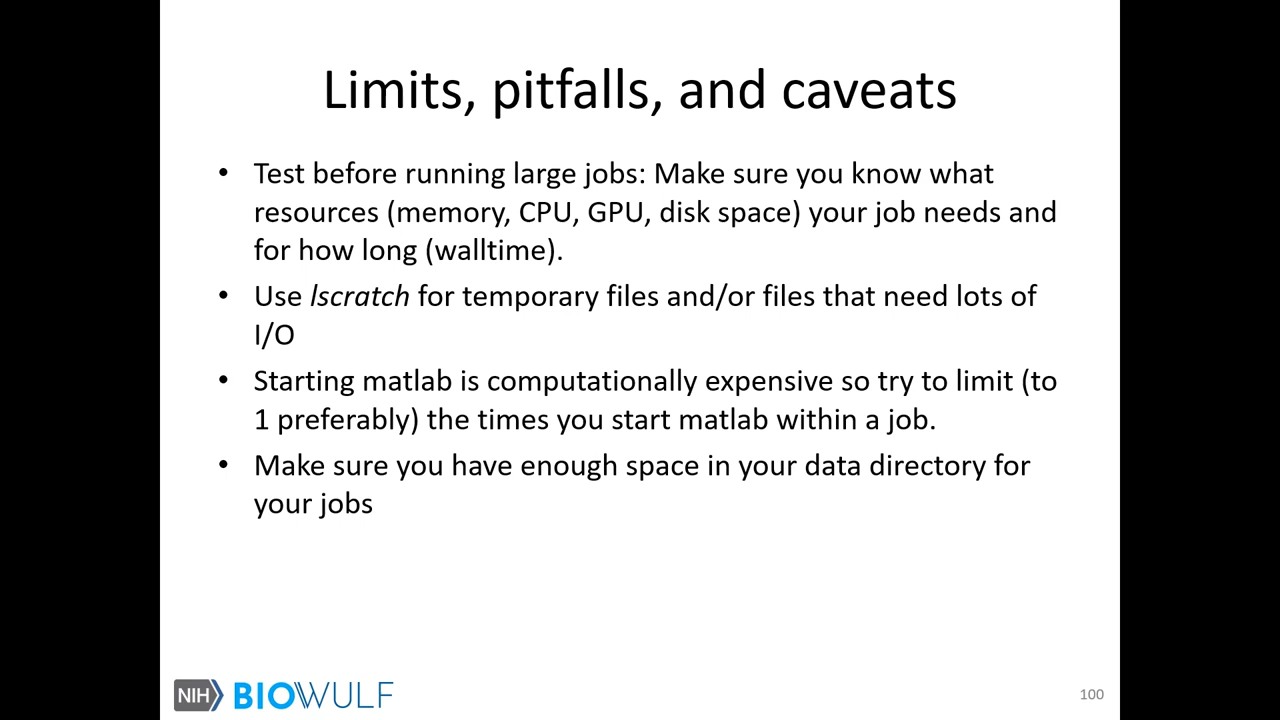 Limits, pitfalls, and caveats
• Test before running large jobs: Make sure you know what
resources (memory, CPU, GPU, disk space) your job needs and
for how long (walltime).
• Use lscratch for temporary files and/or files that need lots of
I/O
• Starting matlab is computationally expensive so try to limit (to
1 preferably) the times you start matlab within a job.
• Make sure you have enough space in your data directory for
your jobs
NIH BIOWULF
100